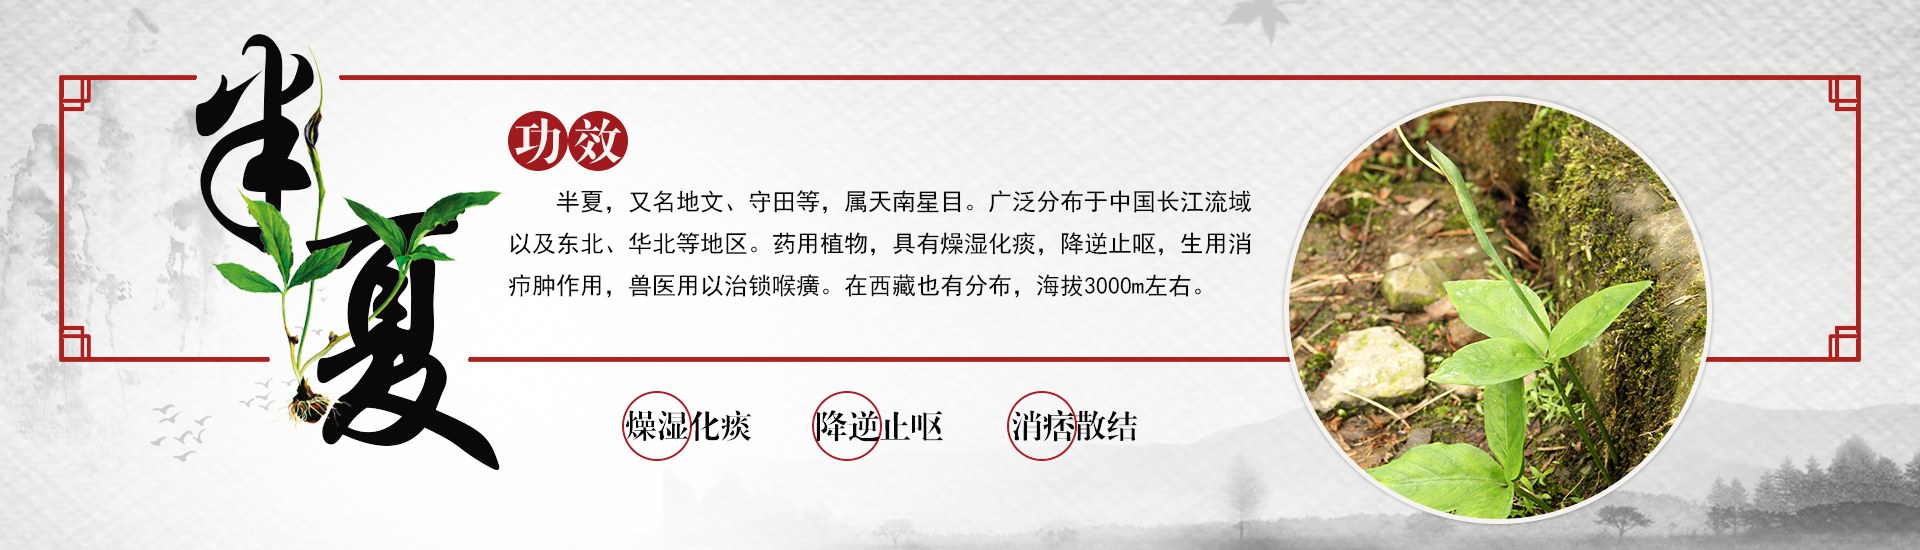 半夏
功效
半夏，又名地文、守田等，属天南星目。广泛分布于中国长江流域
以及东北、华北等地区。药用植物，具有燥湿化痰，降逆止呕，生用消
疖肿作用，兽医用以治锁喉癀。在西藏也有分布，海拔3000m左右。
燥湿化痰 降逆止呕 消痞散结